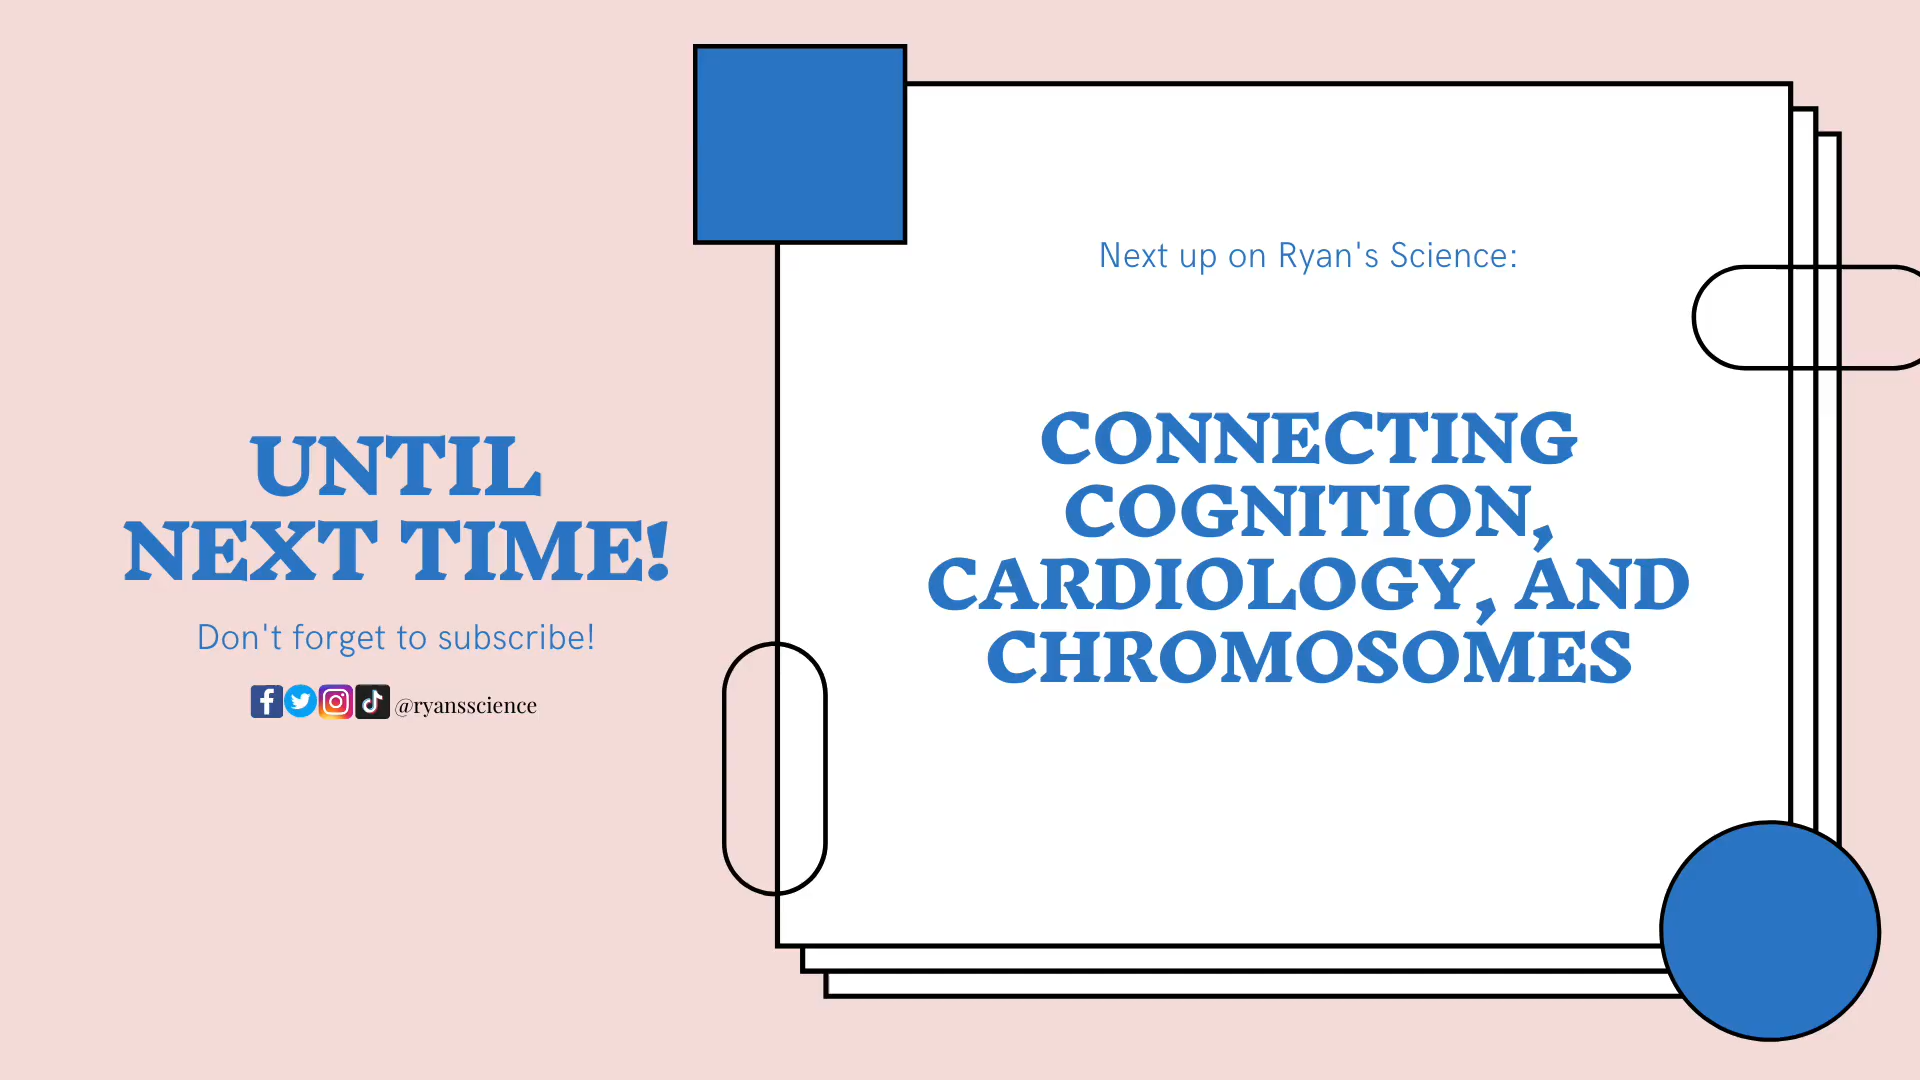 UNTIL
NEXT TIME!
Don't forget to subscribe!
@ryansscience
Next up on Ryan's Science:
CONNECTING
COGNITION,
CARDIOLOGY, AND
CHROMOSOMES